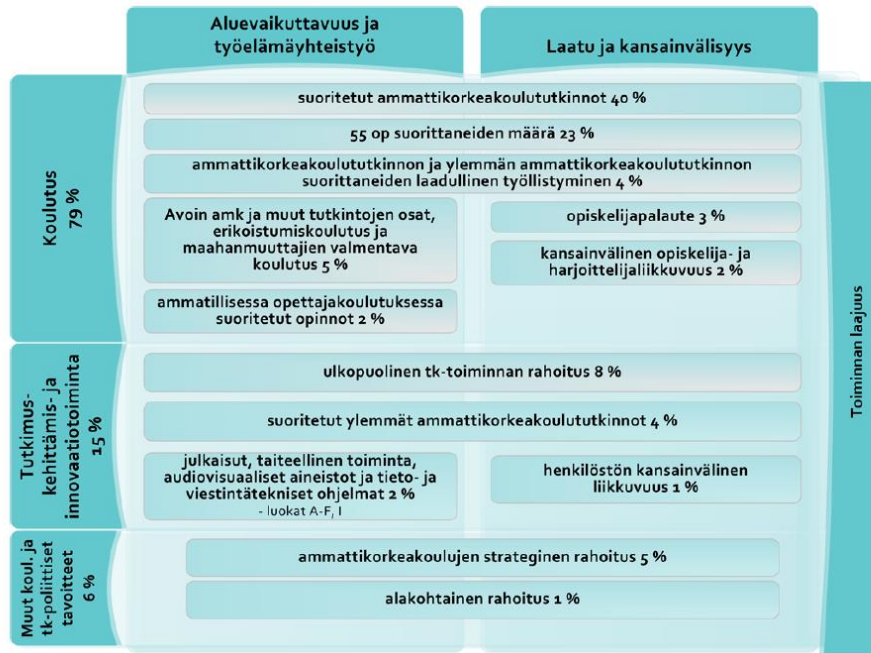 Aluevaikuttavuus ja
työelämäyhteistyö
Laatu ja kansainvälisyys
Koulutus
79 %
suoritetut ammattikorkeakoulututkinnot 40 %
55 op suorittaneiden määrä 23 %
ammattikorkeakoulututkinnon ja ylemmän ammattikorkeakoulututkinnon
suorittaneiden laadullinen työllistyminen 4 %
Avoin amk ja muut tutkintojen osat,
erikoistumiskoulutus ja
maahanmuuttajien valmentava
koulutus 5 %
opiskelijapalaute 3 %
kansainvälinen opiskelija- ja
harjoittelijaliikkuvuus 2 %
ammatillisessa opettajakoulutuksessa
suoritetut opinnot 2 %
Tutkimus-
kehittämis- ja
innovaatiotoiminta
15 %
ulkopuolinen tk-toiminnan rahoitus 8 %
suoritetut ylemmät ammattikorkeakoulututkinnot 4 %
julkaisut, taiteellinen toiminta,
audiovisuaaliset aineistot ja tieto- ja
viestintätekniset ohjelmat 2 %
- luokat A-F, I
henkilöstön kansainvälinen
liikkuvuus 1 %
Muut koul. ja
tk-poliittiset
tavoitteet
6 %
ammattikorkeakoulujen strateginen rahoitus 5 %
alakohtainen rahoitus 1 %
Toiminnan laajuus